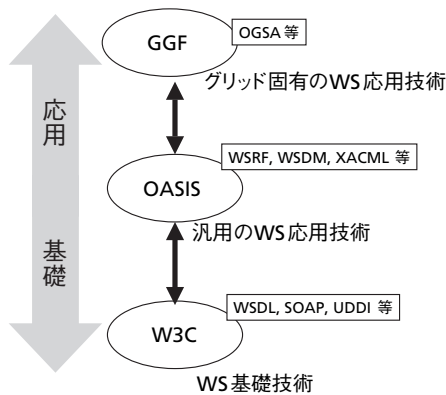 GGF
OGSA 等
グリッド固有のWS応用技術
応用
OASIS
WSRF, WSDM, XACML 等
汎用のWS応用技術
基礎
W3C
WSDL, SOAP, UDDI 等
WS基礎技術